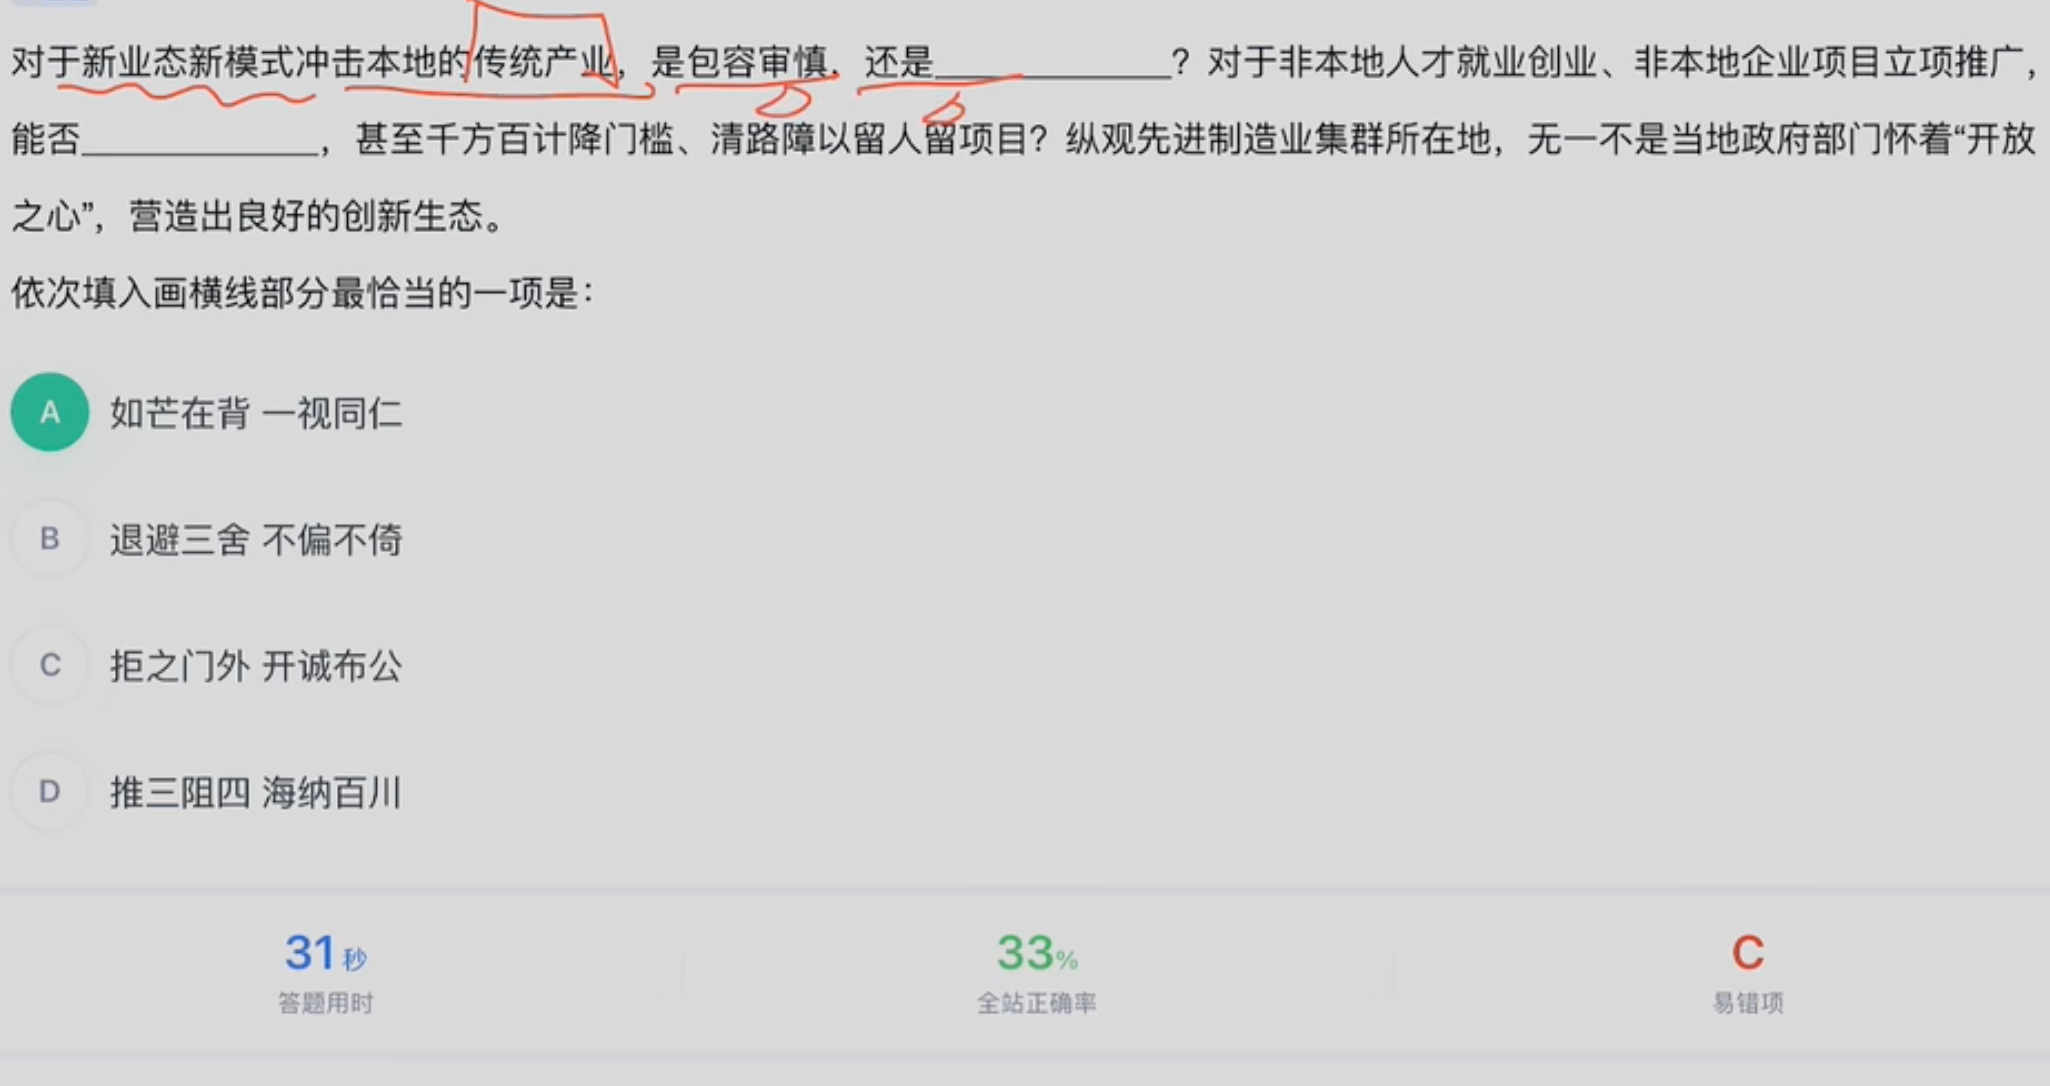 对于新业态新模式冲击本地的传统产业，是包容审慎，还是____________？对于非本地人才就业创业、非本地企业项目立项推广，
能否____________，甚至千方百计降门槛、清路障以留人留项目？纵观先进制造业集群所在地，无一不是当地政府部门怀着“开放
之心”，营造出良好的创新生态。
依次填入画横线部分最恰当的一项是：
A 如芒在背 一视同仁
B 退避三舍 不偏不倚
C 拒之门外 开诚布公
D 推三阻四 海纳百川
31秒 33% C
答题用时 全站正确率 易错项